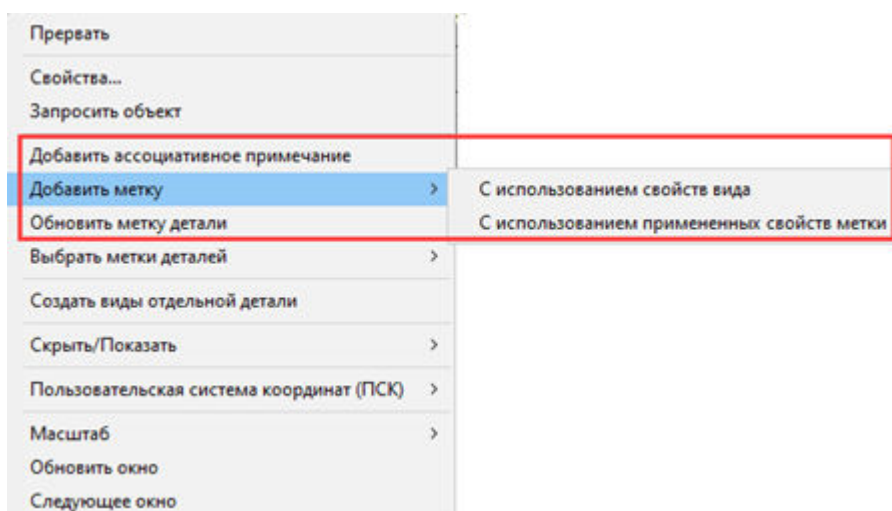 Прервать
Свойства...
Запросить объект
Добавить ассоциативное примечание
Добавить метку
С использованием свойств вида
Обновить метку детали
С использованием примененных свойств метки
Выбрать метки деталей
Создать виды отдельной детали
Скрыть/Показать
Пользовательская система координат (ПСК)
Масштаб
Обновить окно
Следующее окно